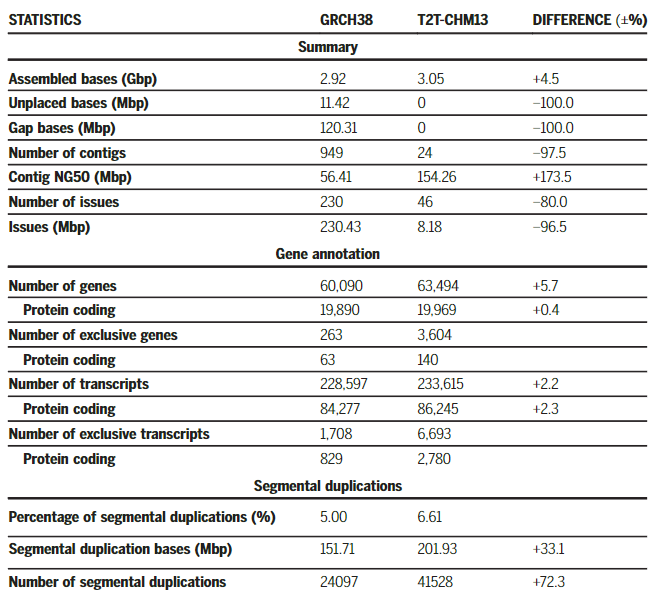 STATISTICS GRCH38 T2T-CHM13 DIFFERENCE (±%)
Summary
Assembled bases (Gbp) 2.92 3.05 +4.5
Unplaced bases (Mbp) 11.42 0 −100.0
Gap bases (Mbp) 120.31 0 −100.0
Number of contigs 949 24 −97.5
Contig NG50 (Mbp) 56.41 154.26 +173.5
Number of issues 230 46 −80.0
Issues (Mbp) 230.43 8.18 −96.5
Gene annotation
Number of genes 60,090 63,494 +5.7
Protein coding 19,890 19,969 +0.4
Number of exclusive genes 263 3,604
Protein coding 63 140
Number of transcripts 228,597 233,615 +2.2
Protein coding 84,277 86,245 +2.3
Number of exclusive transcripts 1,708 6,693
Protein coding 829 2,780
Segmental duplications
Percentage of segmental duplications (%) 5.00 6.61
Segmental duplication bases (Mbp) 151.71 201.93 +33.1
Number of segmental duplications 24097 41528 +72.3